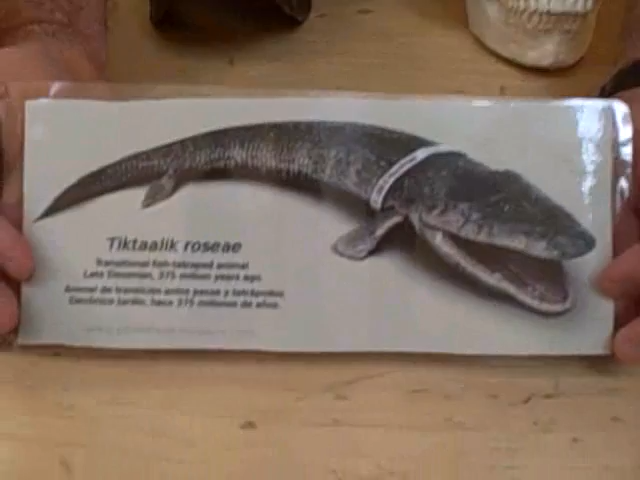 Tiktaalik roseae
Transitional fish-tetrapod animal
Late Devonian, 375 million years ago.
Animal de transición entre peces y tetrápodos.
Devónico tardío, hace 375 millones de años.